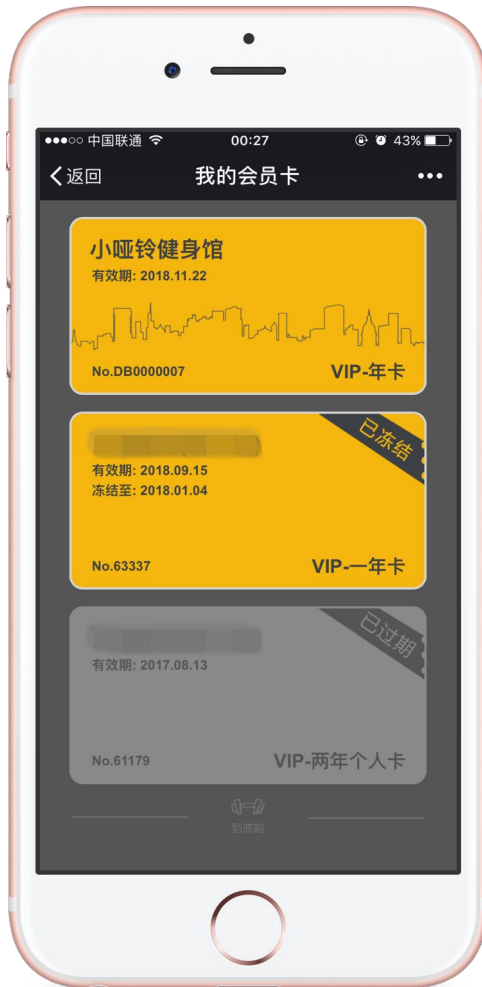 中国联通 00:27 43%
返回 我的会员卡
小哑铃健身馆
有效期: 2018.11.22
No.DB0000007 VIP-年卡
已冻结
有效期: 2018.09.15
冻结至: 2018.01.04
No.63337 VIP-一年卡
已过期
有效期: 2017.08.13
No.61179 VIP-两年个人卡
到底啦